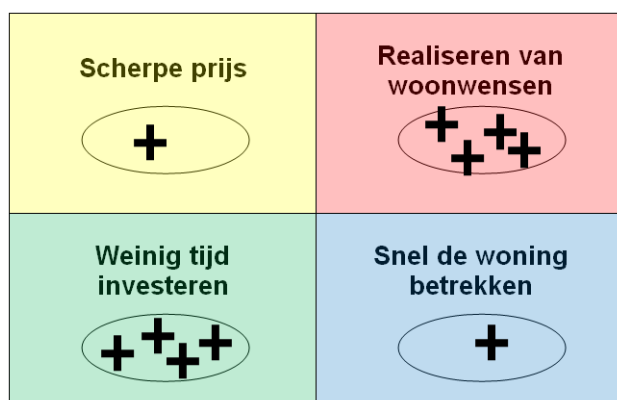 Scherpe prijs
Realiseren van
woonwensen
Weinig tijd
investeren
Snel de woning
betrekken